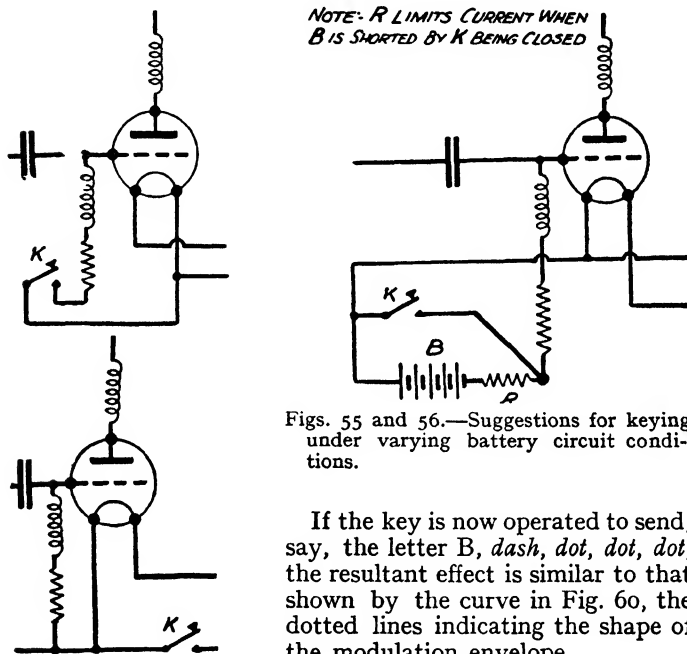 NOTE:- R LIMITS CURRENT WHEN
B IS SHORTED BY K BEING CLOSED
K
K
B
R
K
Figs. 55 and 56.—Suggestions for keying
under varying battery circuit condi-
tions.
If the key is now operated to send,
say, the letter B, dash, dot, dot, dot,
the resultant effect is similar to that
shown by the curve in Fig. 60, the
dotted lines indicating the shape of
the modulation envelope.